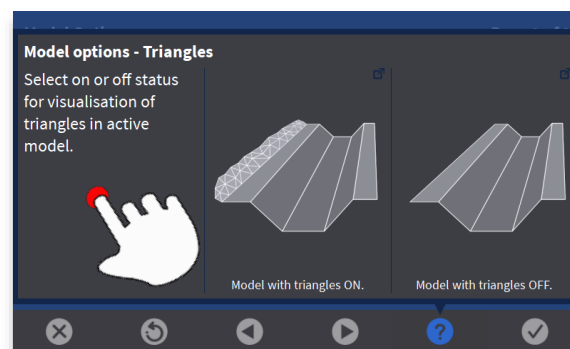 Model options - Triangles
Select on or off status
for visualisation of
triangles in active
model.
Model with triangles ON.
Model with triangles OFF.
?